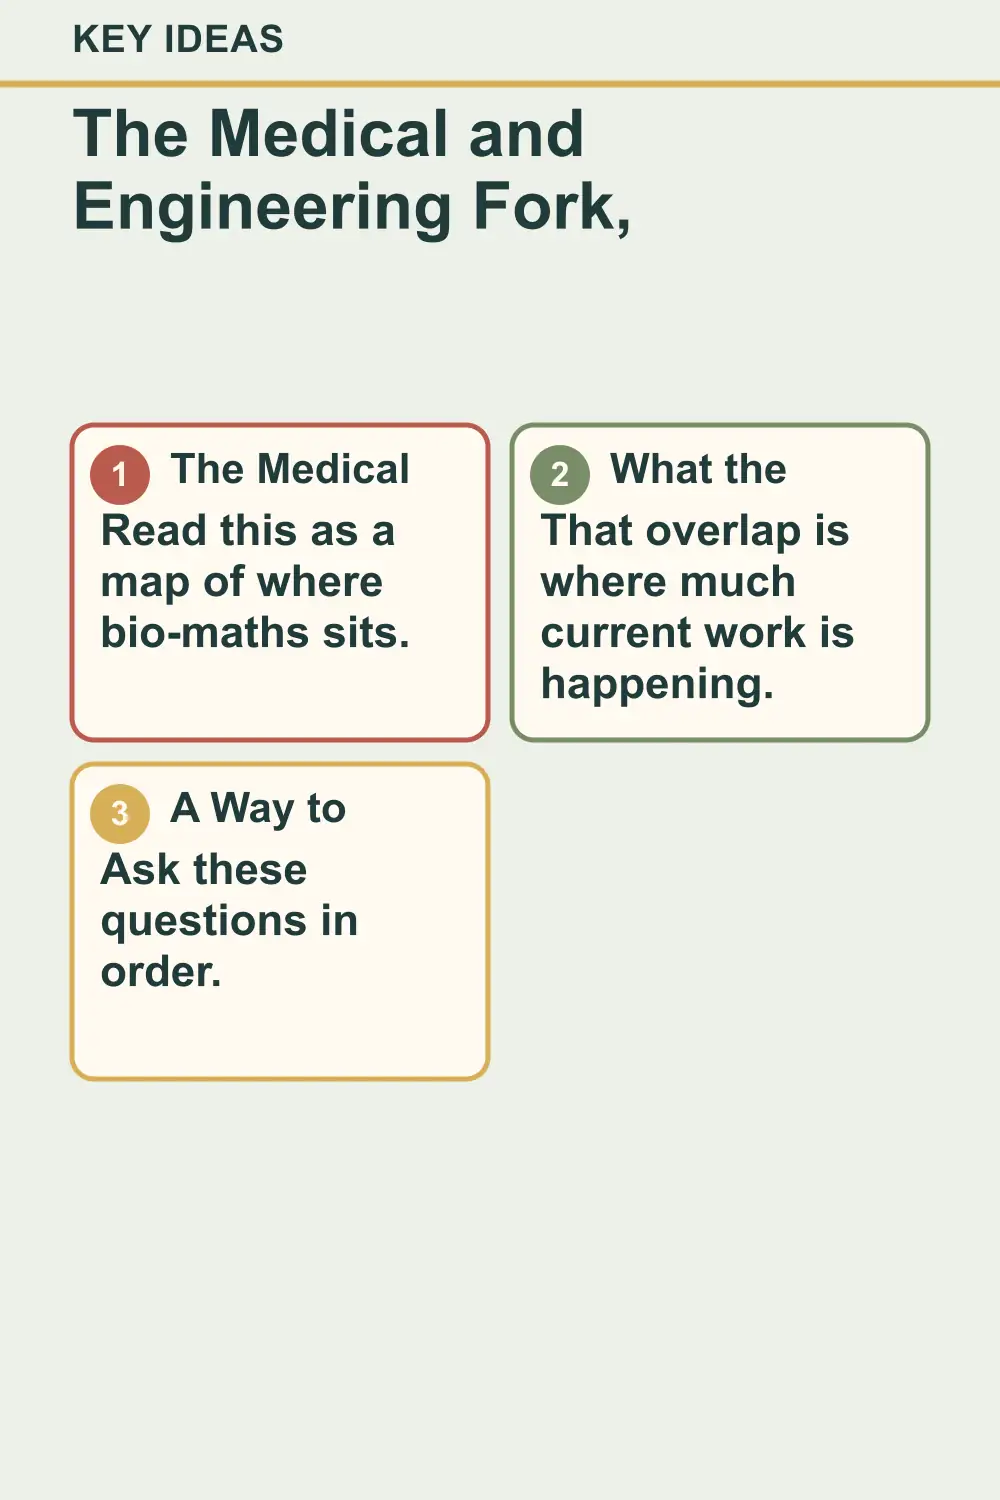 KEY IDEAS
The Medical and
Engineering Fork,
1 The Medical
Read this as a
map of where
bio-maths sits.
2 What the
That overlap is
where much
current work is
happening.
3 A Way to
Ask these
questions in
order.